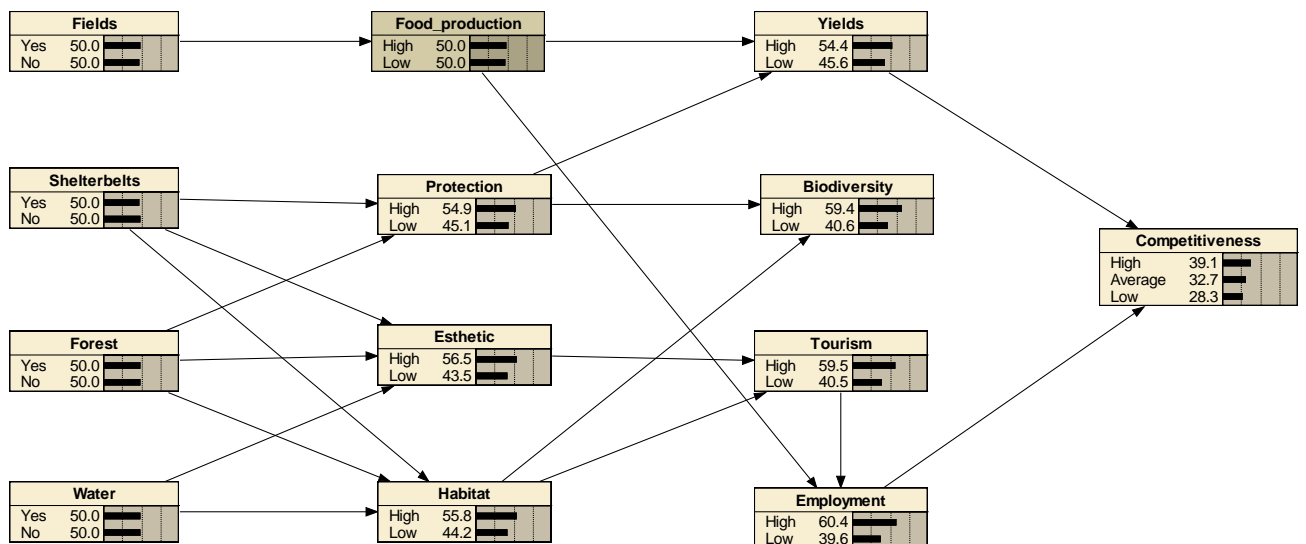 Fields
Yes 50.0
No 50.0
Food_production
High 50.0
Low 50.0
Yields
High 54.4
Low 45.6
Shelterbelts
Yes 50.0
No 50.0
Protection
High 54.9
Low 45.1
Biodiversity
High 59.4
Low 40.6
Competitiveness
High 39.1
Average 32.7
Low 28.3
Forest
Yes 50.0
No 50.0
Esthetic
High 56.5
Low 43.5
Tourism
High 59.5
Low 40.5
Water
Yes 50.0
No 50.0
Habitat
High 55.8
Low 44.2
Employment
High 60.4
Low 39.6